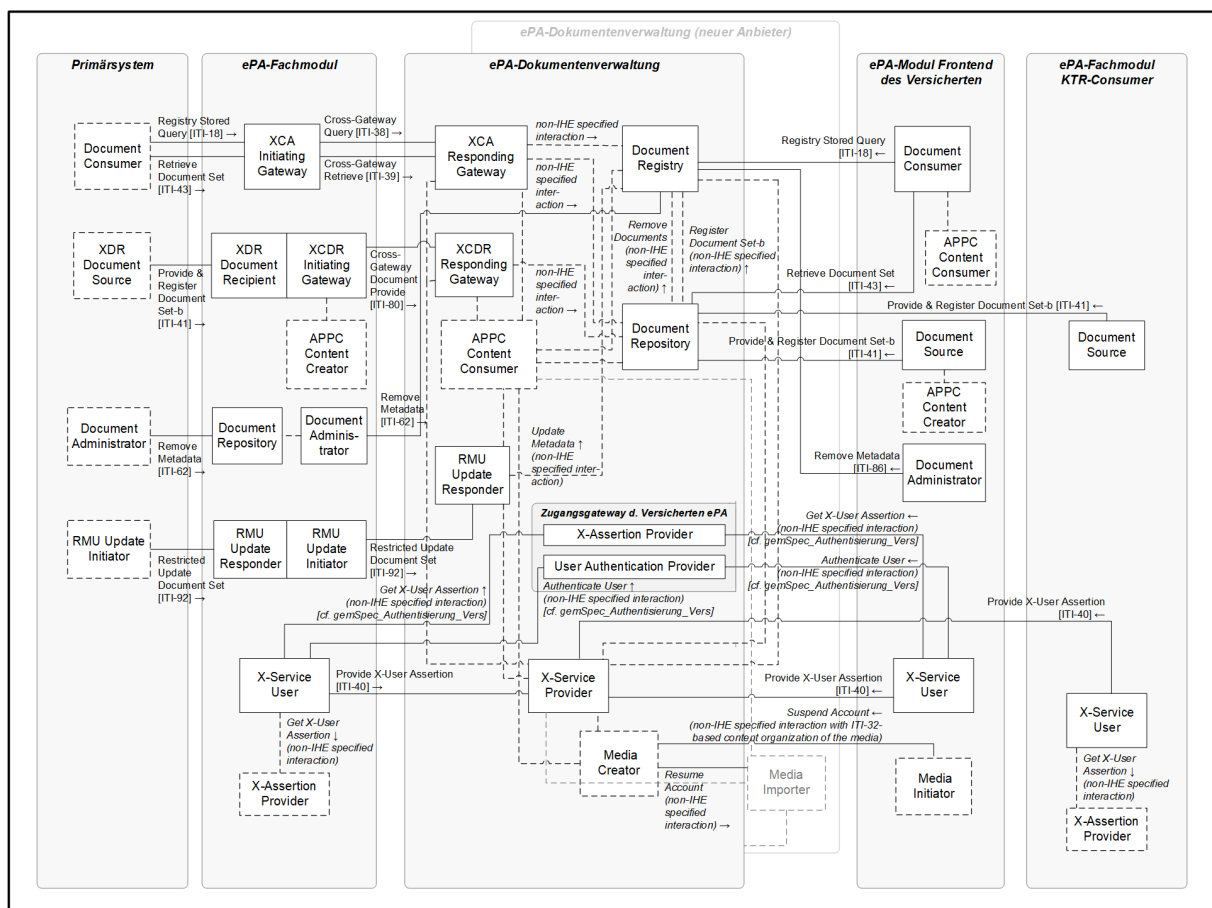 ePA-Dokumentenverwaltung (neuer Anbieter)
Primärsystem
ePA-Fachmodul
ePA-Dokumentenverwaltung
ePA-Modul Frontend
des Versicherten
ePA-Fachmodul
KTR-Consumer
Document
Consumer
Registry Stored
Query [ITI-18] →
Retrieve
Document Set
[ITI-43] →
XCA
Initiating
Gateway
Cross-Gateway
Query [ITI-38] →
Cross-Gateway
Retrieve [ITI-39] →
XCA
Responding
Gateway
non-IHE specified
interaction →
non-IHE
specified
inter-
action →
Document
Registry
Registry Stored Query
[ITI-18] ←
Document
Consumer
APPC
Content
Consumer
XDR
Document
Source
Provide &
Register
Document
Set-b
[ITI-41] →
XDR
Document
Recipient
XCDR
Initiating
Gateway
Cross-
Gateway
Document
Provide
[ITI-80] →
XCDR
Responding
Gateway
non-IHE
specified
inter-
action →
Remove
Documents
(non-IHE
specified
inter-
action) ↑
Register
Document Set-b
(non-IHE specified
interaction) ↑
Retrieve Document Set
[ITI-43] ←
Provide & Register Document Set-b [ITI-41] ←
APPC
Content
Creator
APPC
Content
Consumer
Document
Repository
Provide & Register Document Set-b
[ITI-41] ←
Document
Source
Document
Source
APPC
Content
Creator
Document
Administrator
Remove
Metadata
[ITI-62] →
Document
Repository
Document
Adminis-
trator
Remove
Metadata
[ITI-62] →
Update
Metadata ↑
(non-IHE
specified inter-
action)
RMU
Update
Responder
Remove Metadata
[ITI-86] ←
Document
Administrator
Zugangsgateway d. Versicherten ePA
X-Assertion Provider
User Authentication Provider
Get X-User Assertion ←
(non-IHE specified interaction)
[cf. gemSpec_Authentisierung_Vers]
Authenticate User ←
(non-IHE specified interaction)
[cf. gemSpec_Authentisierung_Vers]
RMU Update
Initiator
Restricted
Update
Document Set
[ITI-92] →
RMU
Update
Responder
RMU
Update
Initiator
Restricted Update
Document Set
[ITI-92] →
Get X-User Assertion ↑
(non-IHE specified interaction)
[cf. gemSpec_Authentisierung_Vers]
Authenticate User ↑
(non-IHE specified interaction)
[cf. gemSpec_Authentisierung_Vers]
Provide X-User Assertion
[ITI-40] ←
X-Service
User
Provide X-User Assertion
[ITI-40] →
X-Service
Provider
Provide X-User Assertion
[ITI-40] ←
X-Service
User
X-Service
User
Get X-User
Assertion ↓
(non-IHE specified
interaction)
X-Assertion
Provider
Suspend Account ←
(non-IHE specified interaction with ITI-32-
based content organization of the media)
Media
Creator
Resume
Account
(non-IHE
specified
interaction) →
Media
Importer
Media
Initiator
Get X-User
Assertion ↓
(non-IHE specified
interaction)
X-Assertion
Provider